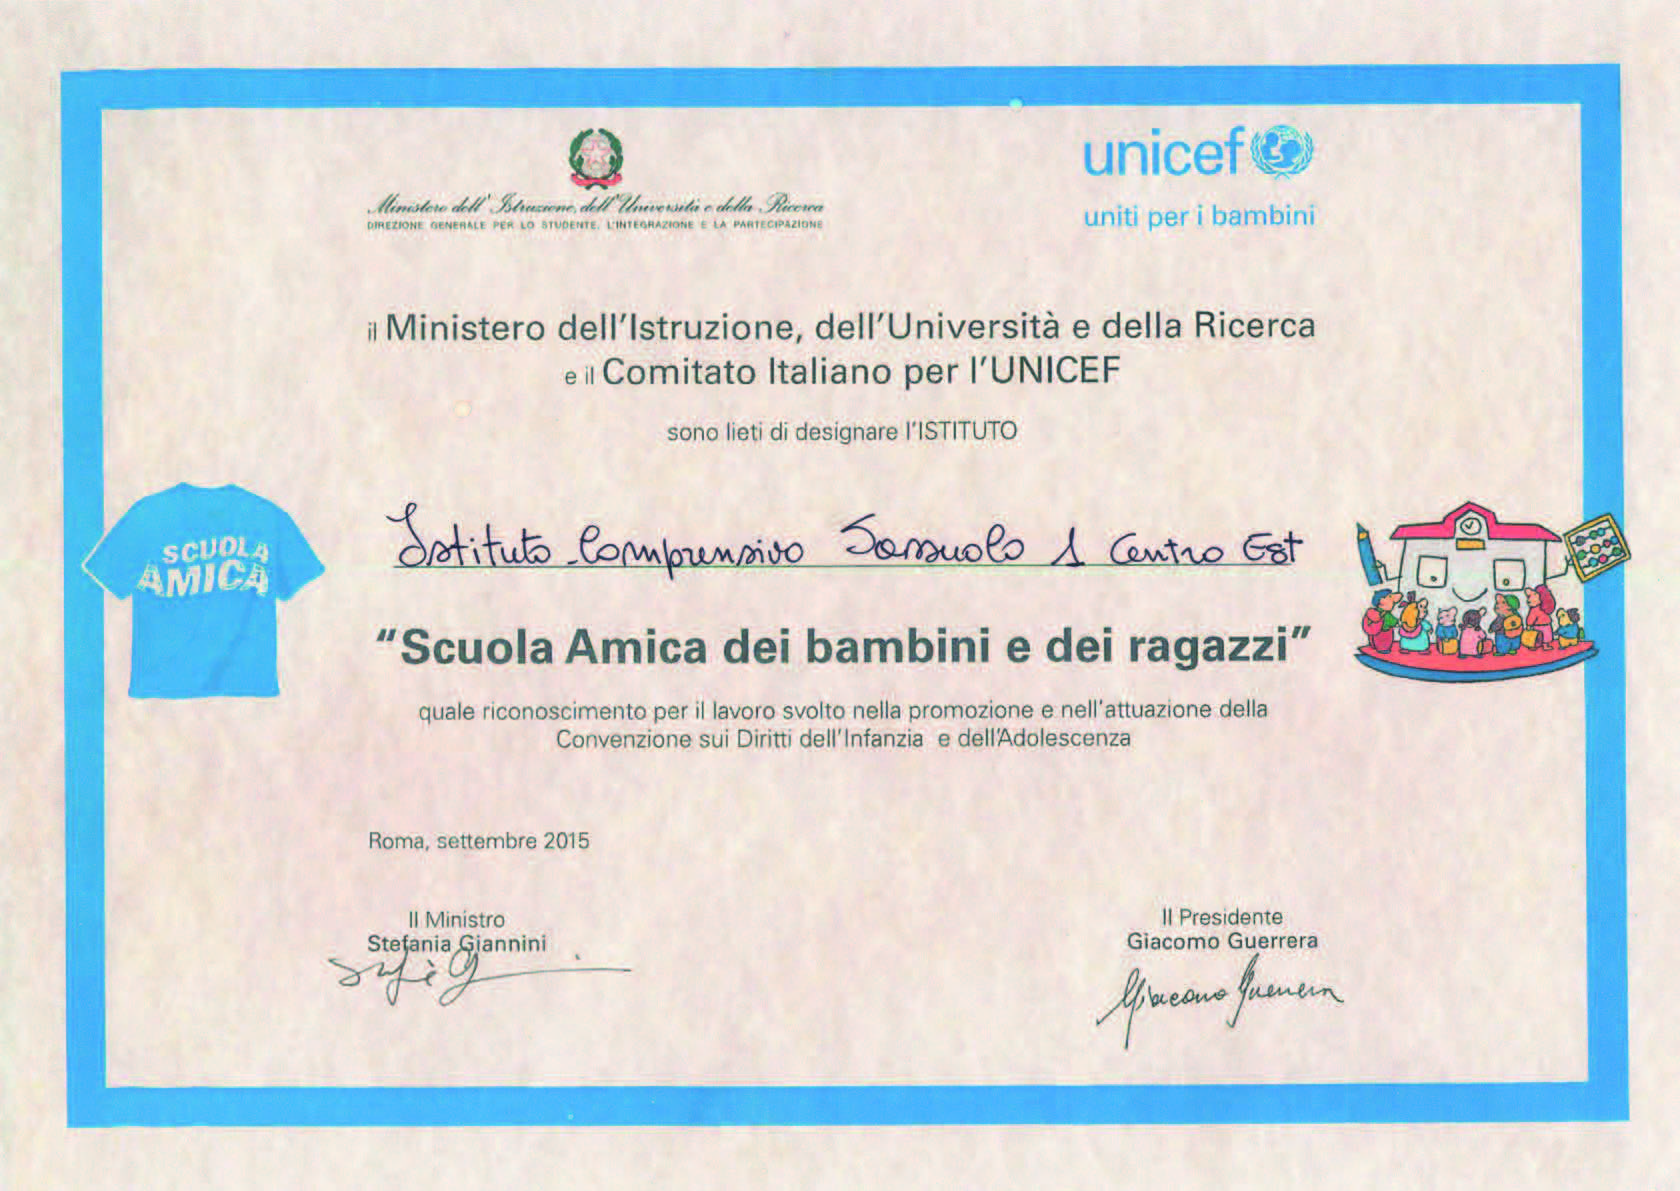 Ministero dell'Istruzione, dell'Università e della Ricerca
DIREZIONE GENERALE PER LO STUDENTE, L'INTEGRAZIONE E LA PARTECIPAZIONE
unicef
uniti per i bambini
il Ministero dell'Istruzione, dell'Università e della Ricerca
e il Comitato Italiano per l'UNICEF
sono lieti di designare l'ISTITUTO
Istituto Comprensivo Sassuolo 1 Centro Est
SCUOLA
AMICA
"Scuola Amica dei bambini e dei ragazzi"
quale riconoscimento per il lavoro svolto nella promozione e nell'attuazione della
Convenzione sui Diritti dell'Infanzia e dell'Adolescenza
Roma, settembre 2015
Il Ministro
Stefania Giannini
Il Presidente
Giacomo Guerrera
Giacomo Guerrera